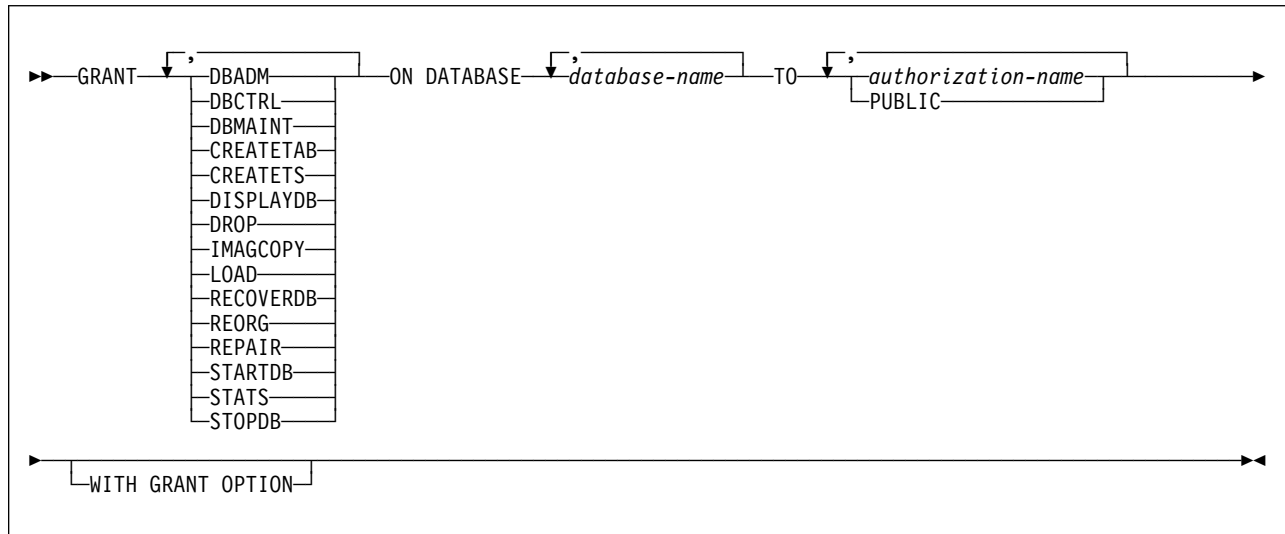 , , ,
GRANT DBADM ON DATABASE database-name TO authorization-name
DBCTRL PUBLIC
DBMAINT
CREATETAB
CREATETS
DISPLAYDB
DROP
IMAGCOPY
LOAD
RECOVERDB
REORG
REPAIR
STARTDB
STATS
STOPDB
WITH GRANT OPTION